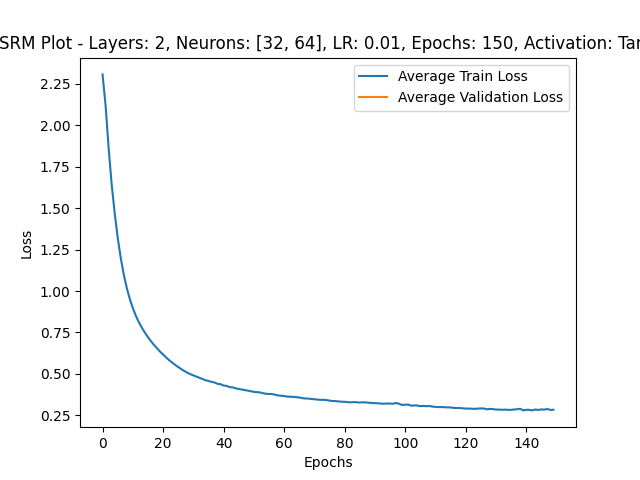 SRM Plot - Layers: 2, Neurons: [32, 64], LR: 0.01, Epochs: 150, Activation:
Average Train Loss
Average Validation Loss
2.25
2.00
1.75
1.50
1.25
1.00
0.75
0.50
0.25
Loss
0 20 40 60 80 100 120 140
Epochs